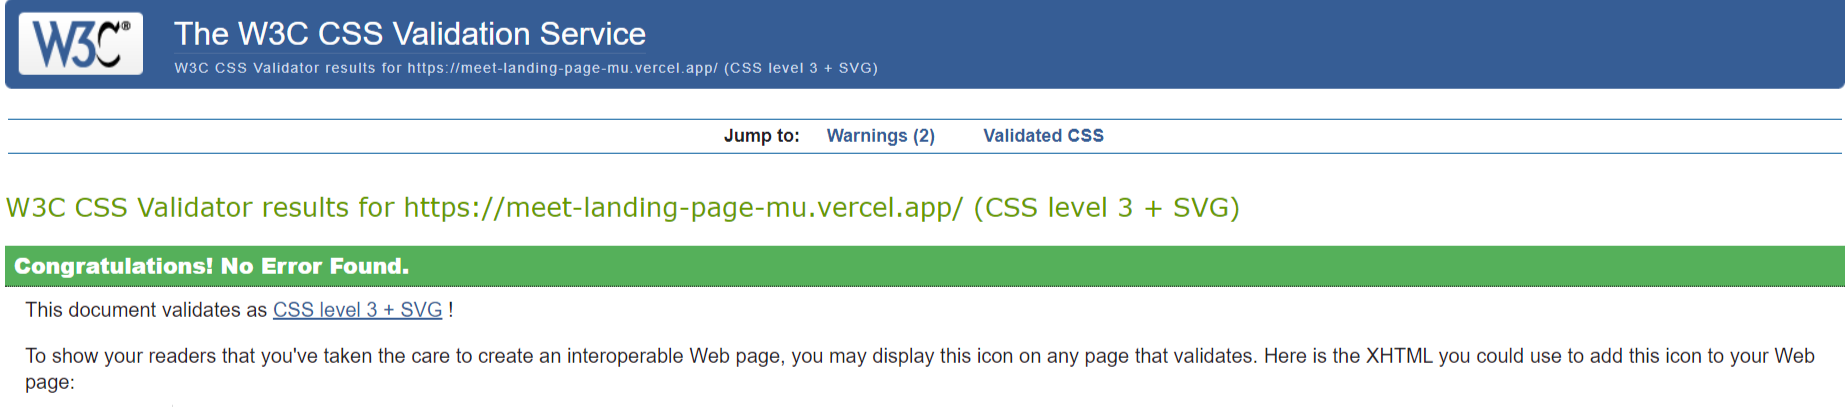 W3C®
The W3C CSS Validation Service
W3C CSS Validator results for https://meet-landing-page-mu.vercel.app/ (CSS level 3 + SVG)
Jump to: Warnings (2) Validated CSS
W3C CSS Validator results for https://meet-landing-page-mu.vercel.app/ (CSS level 3 + SVG)
Congratulations! No Error Found.
This document validates as CSS level 3 + SVG !
To show your readers that you've taken the care to create an interoperable Web page, you may display this icon on any page that validates. Here is the XHTML you could use to add this icon to your Web
page: